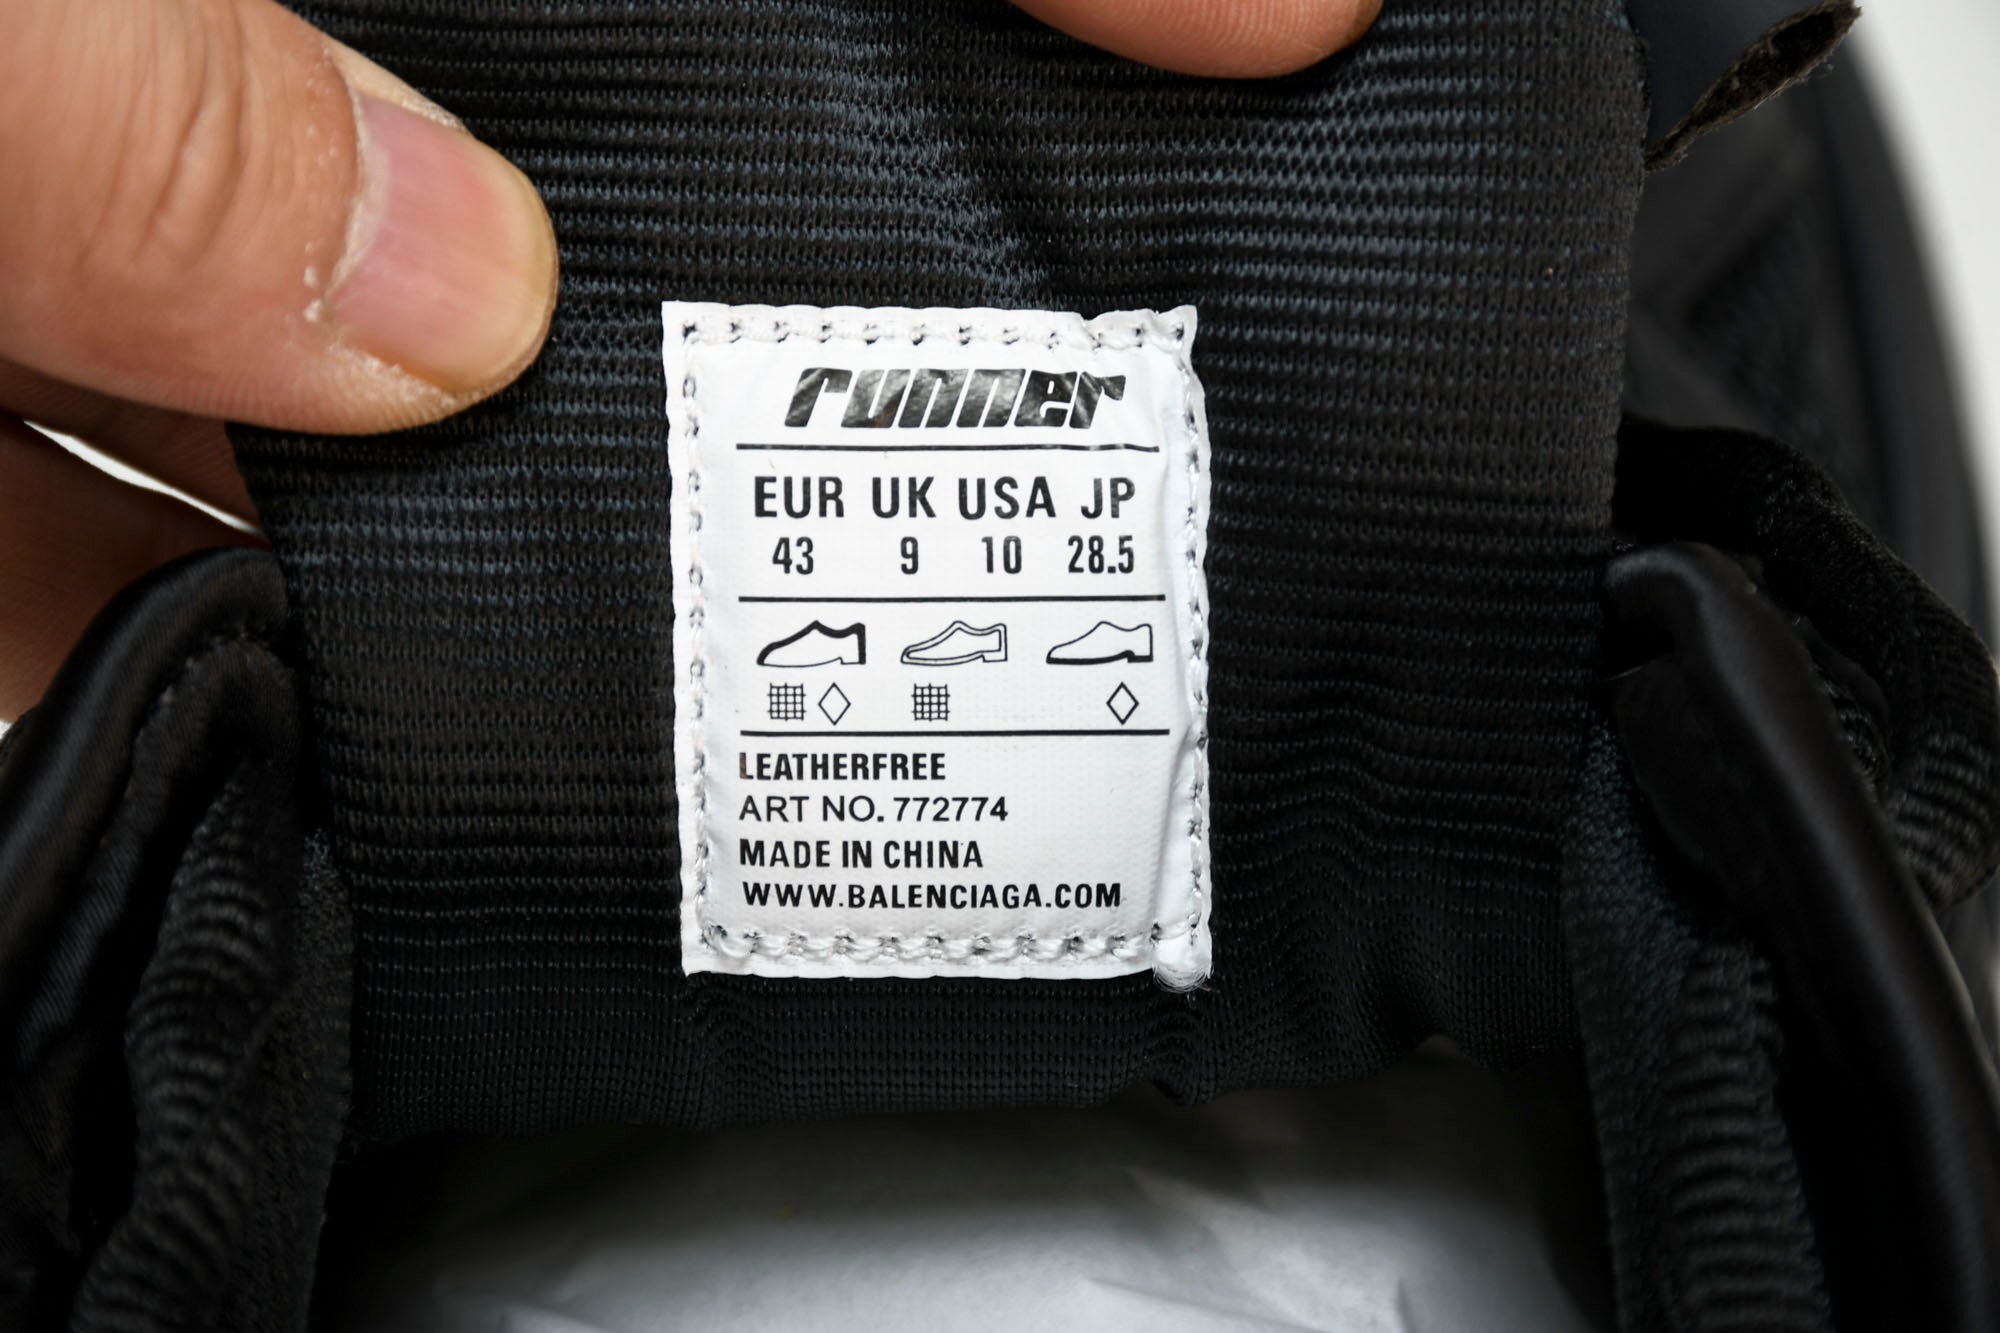 runner
EUR UK USA JP
43 9 10 28.5
LEATHERFREE
ART NO. 772774
MADE IN CHINA
WWW.BALENCIAGA.COM